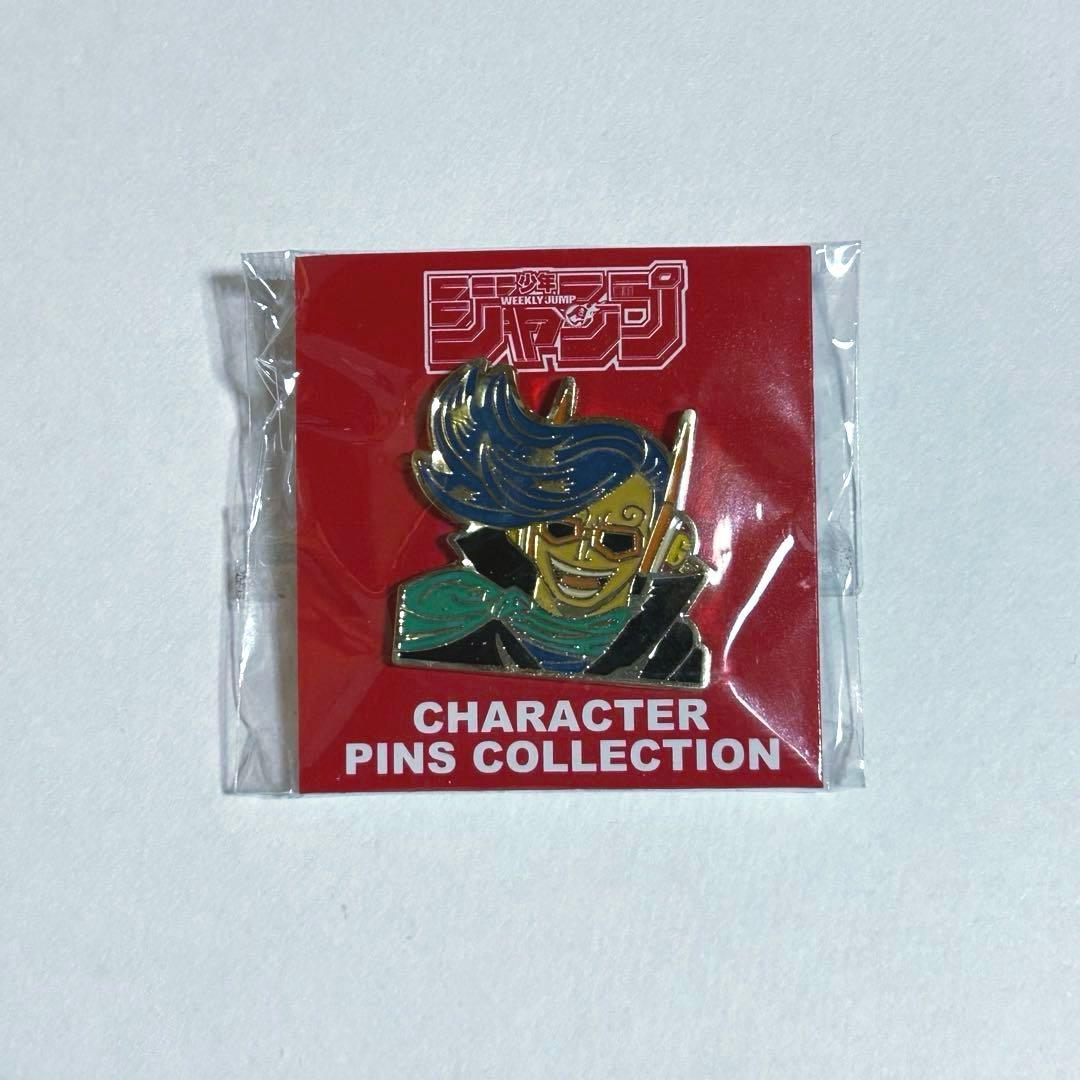 少年
WEEKLY JUMP
ジャンプ
CHARACTER
PINS COLLECTION